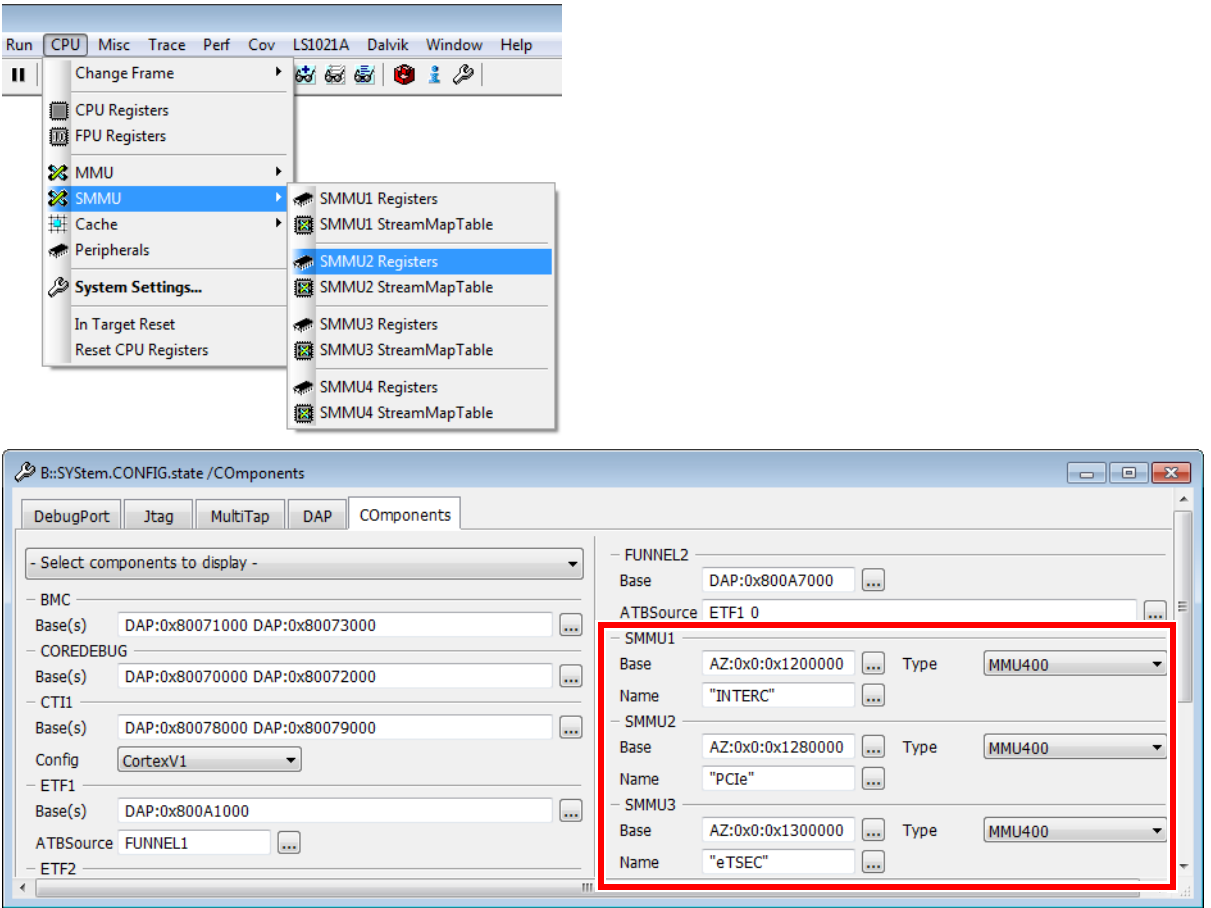 Run CPU Misc Trace Perf Cov LS1021A Dalvik Window Help
Change Frame
CPU Registers
FPU Registers
MMU
SMMU
Cache
Peripherals
System Settings...
In Target Reset
Reset CPU Registers
SMMU1 Registers
SMMU1 StreamMapTable
SMMU2 Registers
SMMU2 StreamMapTable
SMMU3 Registers
SMMU3 StreamMapTable
SMMU4 Registers
SMMU4 StreamMapTable
B::SYStem.CONFIG.state /COmponents
DebugPort Jtag MultiTap DAP COmponents
- Select components to display -
BMC
Base(s) DAP:0x80071000 DAP:0x80073000 ...
COREDEBUG
Base(s) DAP:0x80070000 DAP:0x80072000 ...
CTI1
Base(s) DAP:0x80078000 DAP:0x80079000 ...
Config CortexV1
ETF1
Base(s) DAP:0x800A1000 ...
ATBSource FUNNEL1 ...
ETF2
FUNNEL2
Base DAP:0x800A7000 ...
ATBSource ETF1 0 ...
SMMU1
Base AZ:0x0:0x1200000 ... Type MMU400
Name "INTERC" ...
SMMU2
Base AZ:0x0:0x1280000 ... Type MMU400
Name "PCIe" ...
SMMU3
Base AZ:0x0:0x1300000 ... Type MMU400
Name "eTSEC" ...